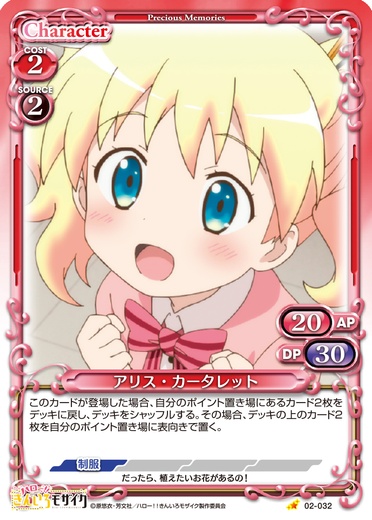 Precious Memories
Character
COST
2
SOURCE
2
20 AP
DP 30
アリス・カータレット
このカードが登場した場合、自分のポイント置き場にあるカード2枚を
デッキに戻し、デッキをシャッフルする。その場合、デッキの上のカード2
枚を自分のポイント置き場に表向きで置く。
制服
だったら、植えたいお花があるの!
ハロー!!
きんいろモザイク
©原悠衣・芳文社/ハロー!!きんいろモザイク製作委員会
02-032